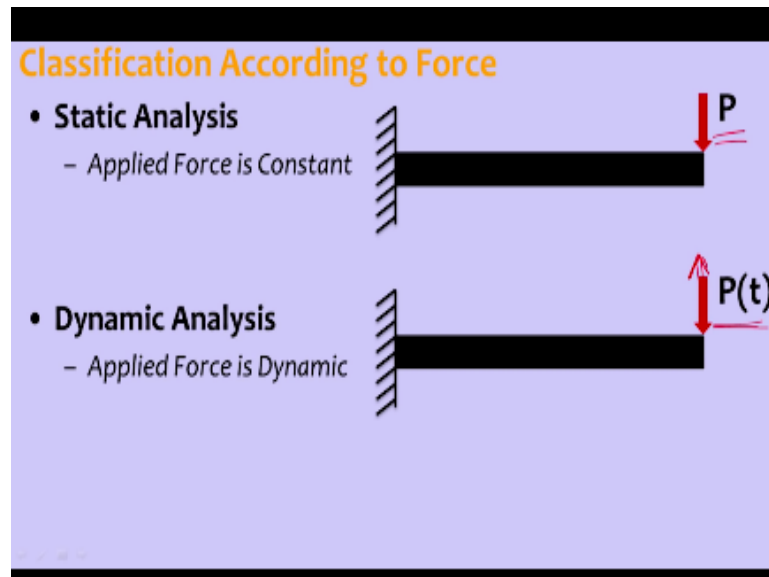 Classification According to Force
• Static Analysis
– Applied Force is Constant
P
• Dynamic Analysis
– Applied Force is Dynamic
P(t)